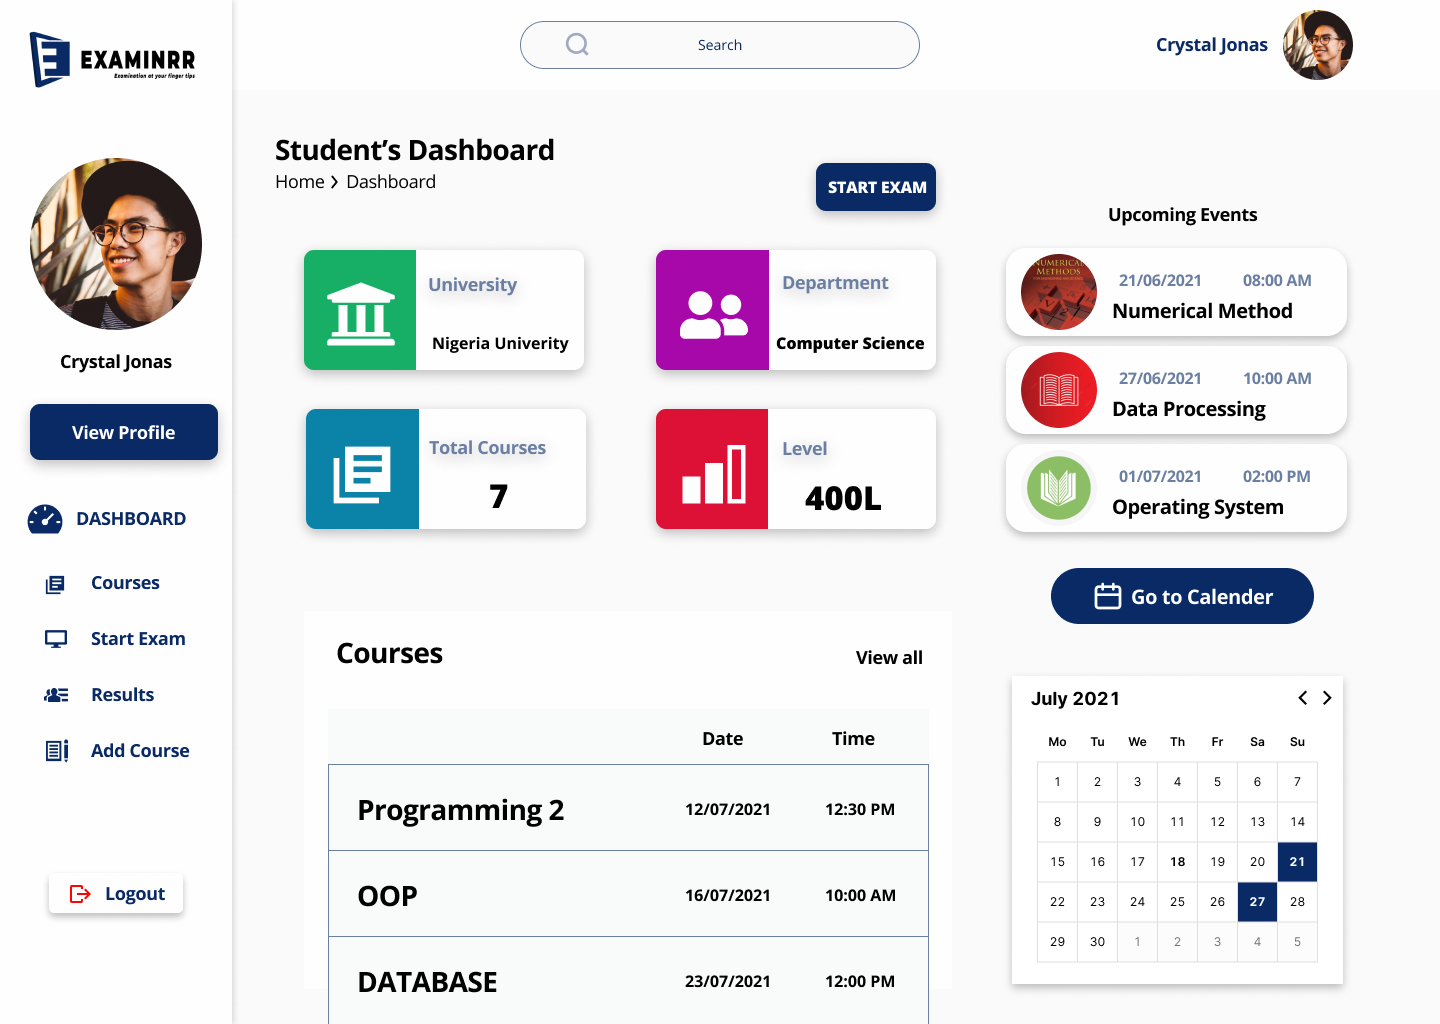 EXAMINRR
Examination at your finger tips
Search
Crystal Jonas
Crystal Jonas
View Profile
DASHBOARD
Courses
Start Exam
Results
Add Course
Logout
Student’s Dashboard
Home > Dashboard
START EXAM
University
Nigeria Univerity
Department
Computer Science
Total Courses
7
Level
400L
Courses
View all
Date Time
Programming 2 12/07/2021 12:30 PM
OOP 16/07/2021 10:00 AM
DATABASE 23/07/2021 12:00 PM
Upcoming Events
NUMERICAL
METHODS
21/06/2021 08:00 AM
Numerical Method
27/06/2021 10:00 AM
Data Processing
01/07/2021 02:00 PM
Operating System
Go to Calender
July 2021
Mo Tu We Th Fr Sa Su
1 2 3 4 5 6 7
8 9 10 11 12 13 14
15 16 17 18 19 20 21
22 23 24 25 26 27 28
29 30 1 2 3 4 5